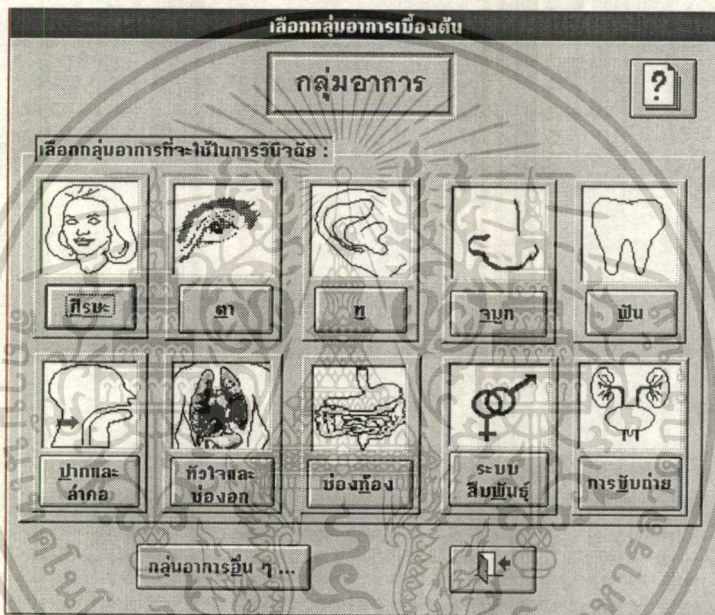 เลือกกลุ่มอาการเบื้องต้น
กลุ่มอาการ
?
เลือกกลุ่มอาการที่จะใช้ในการวินิจฉัย :
ศีรษะ
ตา
หู
จมูก
ฟัน
ปากและ
ลำคอ
หัวใจและ
ช่องอก
ช่องท้อง
ระบบ
สืบพันธุ์
การขับถ่าย
กลุ่มอาการอื่น ๆ ...